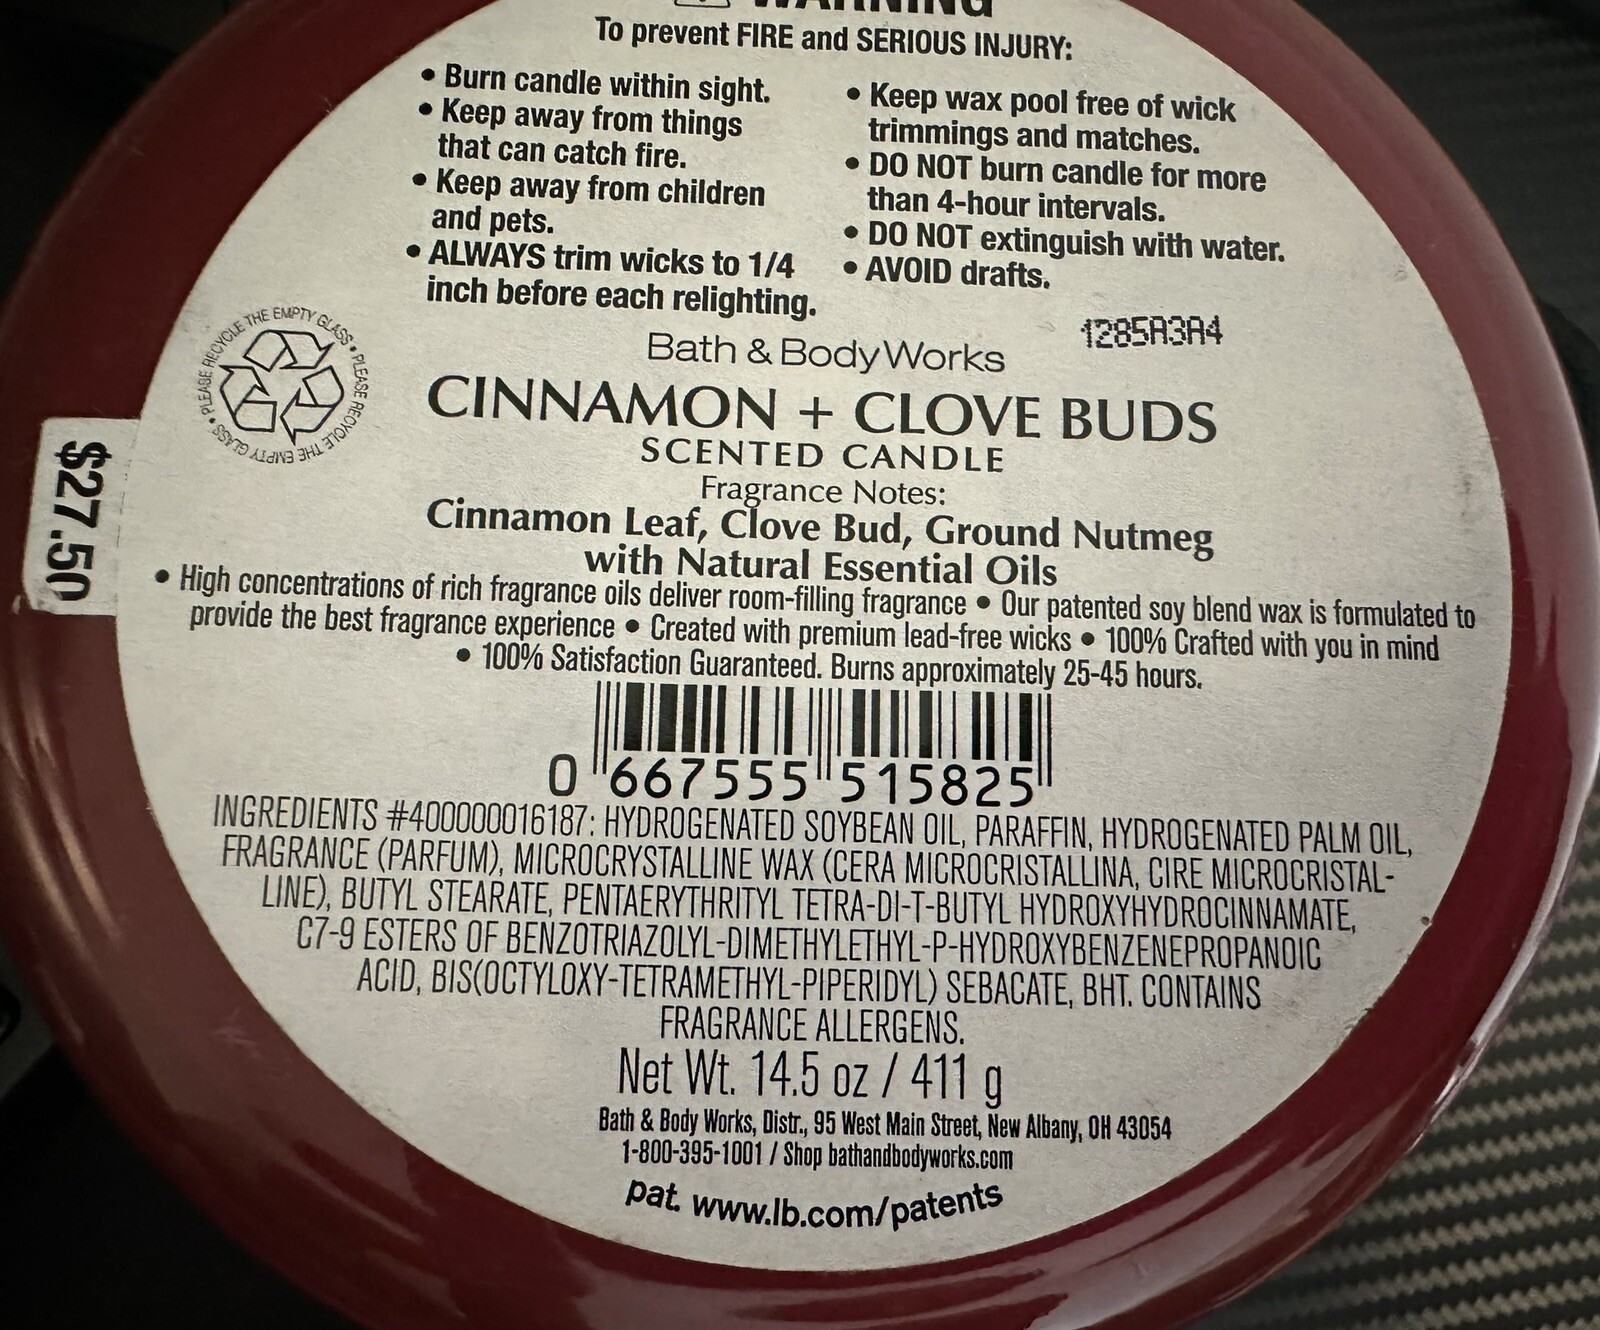 WARNING
To prevent FIRE and SERIOUS INJURY:
• Burn candle within sight.
• Keep away from things
that can catch fire.
• Keep away from children
and pets.
• ALWAYS trim wicks to 1/4
inch before each relighting.
• Keep wax pool free of wick
trimmings and matches.
• DO NOT burn candle for more
than 4-hour intervals.
• DO NOT extinguish with water.
• AVOID drafts.
1285A3A4
PLEASE RECYCLE THE EMPTY GLASS • PLEASE RECYCLE THE EMPTY GLASS •
$27.50
Bath & Body Works
CINNAMON + CLOVE BUDS
SCENTED CANDLE
Fragrance Notes:
Cinnamon Leaf, Clove Bud, Ground Nutmeg
with Natural Essential Oils
• High concentrations of rich fragrance oils deliver room-filling fragrance • Our patented soy blend wax is formulated to
provide the best fragrance experience • Created with premium lead-free wicks • 100% Crafted with you in mind
• 100% Satisfaction Guaranteed. Burns approximately 25-45 hours.
0 667555 515825
INGREDIENTS #400000016187: HYDROGENATED SOYBEAN OIL, PARAFFIN, HYDROGENATED PALM OIL,
FRAGRANCE (PARFUM), MICROCRYSTALLINE WAX (CERA MICROCRISTALLINA, CIRE MICROCRISTAL-
LINE), BUTYL STEARATE, PENTAERYTHRITYL TETRA-DI-T-BUTYL HYDROXYHYDROCINNAMATE,
C7-9 ESTERS OF BENZOTRIAZOLYL-DIMETHYLETHYL-P-HYDROXYBENZENEPROPANOIC
ACID, BIS(OCTYLOXY-TETRAMETHYL-PIPERIDYL) SEBACATE, BHT. CONTAINS
FRAGRANCE ALLERGENS.
Net Wt. 14.5 oz / 411 g
Bath & Body Works, Distr., 95 West Main Street, New Albany, OH 43054
1-800-395-1001 / Shop bathandbodyworks.com
pat. www.lb.com/patents